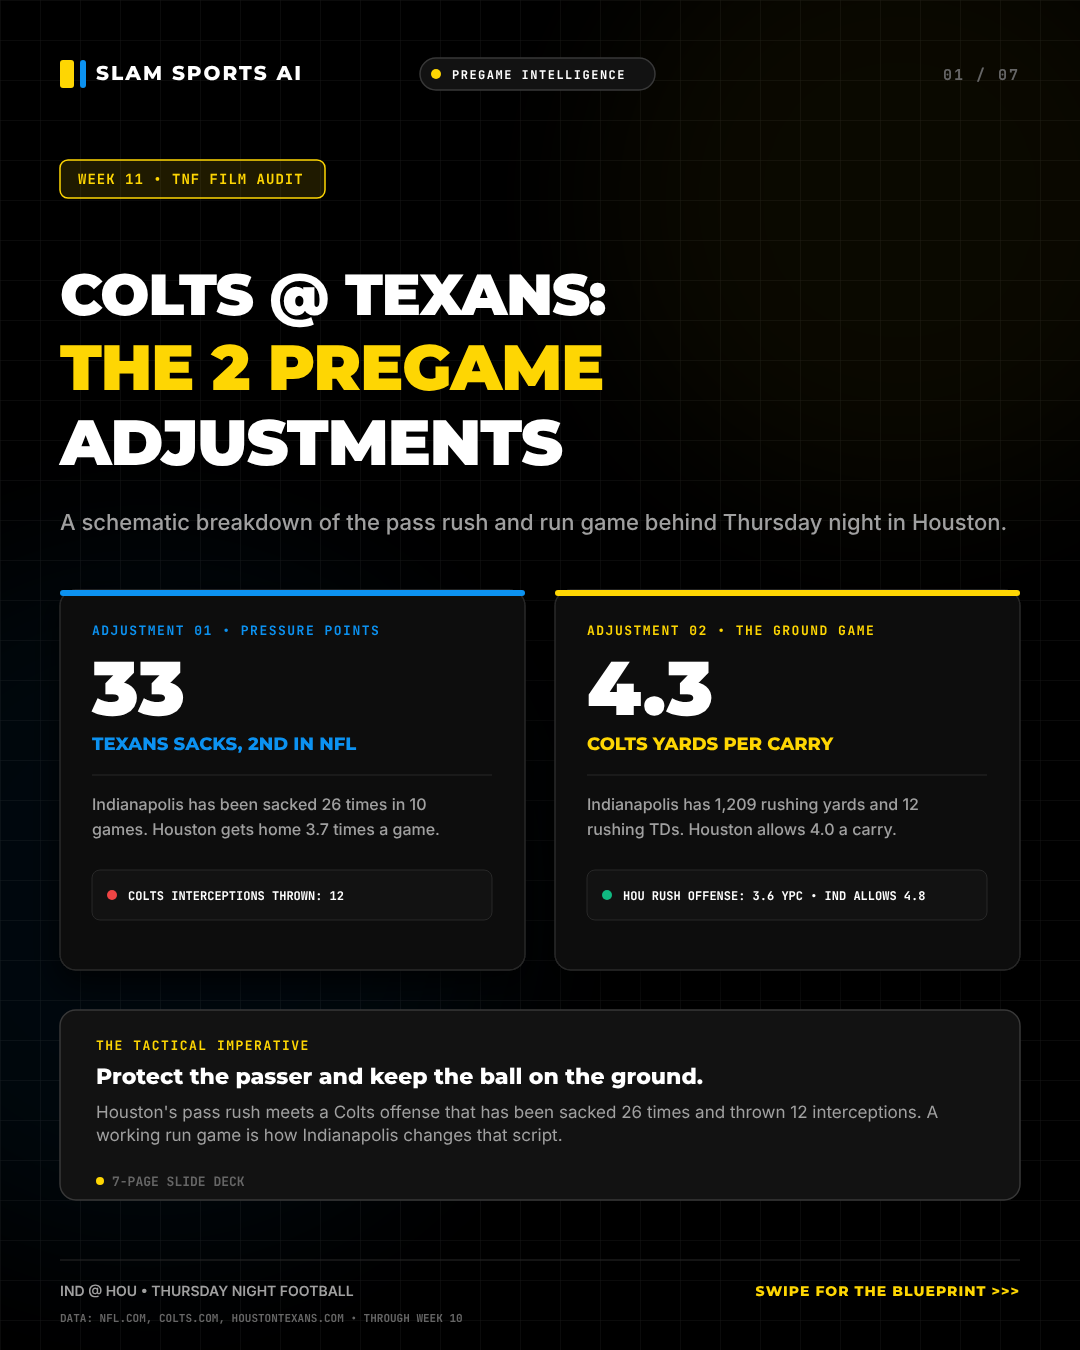 SLAM SPORTS AI
PREGAME INTELLIGENCE
01 / 07
WEEK 11 • TNF FILM AUDIT
COLTS @ TEXANS:
THE 2 PREGAME
ADJUSTMENTS
A schematic breakdown of the pass rush and run game behind Thursday night in Houston.
ADJUSTMENT 01 • PRESSURE POINTS
33
TEXANS SACKS, 2ND IN NFL
Indianapolis has been sacked 26 times in 10
games. Houston gets home 3.7 times a game.
COLTS INTERCEPTIONS THROWN: 12
ADJUSTMENT 02 • THE GROUND GAME
4.3
COLTS YARDS PER CARRY
Indianapolis has 1,209 rushing yards and 12
rushing TDs. Houston allows 4.0 a carry.
HOU RUSH OFFENSE: 3.6 YPC • IND ALLOWS 4.8
THE TACTICAL IMPERATIVE
Protect the passer and keep the ball on the ground.
Houston's pass rush meets a Colts offense that has been sacked 26 times and thrown 12 interceptions. A
working run game is how Indianapolis changes that script.
7-PAGE SLIDE DECK
IND @ HOU • THURSDAY NIGHT FOOTBALL
SWIPE FOR THE BLUEPRINT >>>
DATA: NFL.COM, COLTS.COM, HOUSTONTEXANS.COM • THROUGH WEEK 10